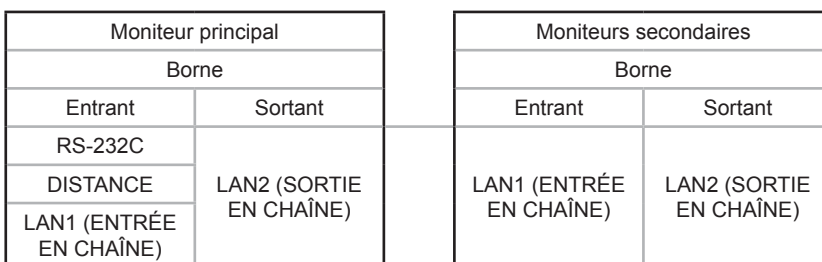 Moniteur principal
Borne
Entrant
Sortant
RS-232C
DISTANCE
LAN1 (ENTRÉE
EN CHAÎNE)
LAN2 (SORTIE
EN CHAÎNE)
Moniteurs secondaires
Borne
Entrant
Sortant
LAN1 (ENTRÉE
EN CHAÎNE)
LAN2 (SORTIE
EN CHAÎNE)